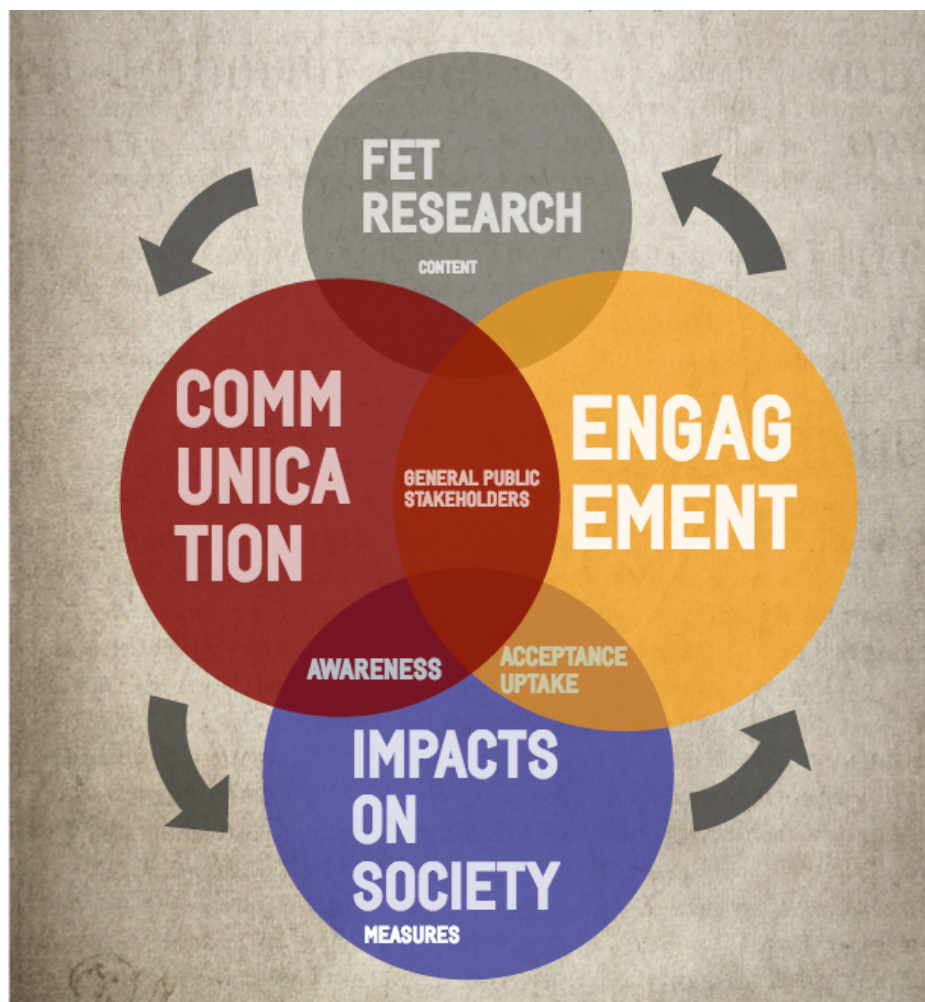 FET
RESEARCH
CONTENT
COMM
UNICA
TION
ENGAG
EMENT
GENERAL PUBLIC
STAKEHOLDERS
AWARENESS
ACCEPTANCE
UPTAKE
IMPACTS
ON
SOCIETY
MEASURES